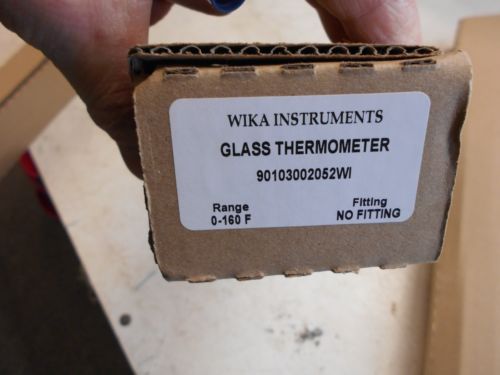 WIKA INSTRUMENTS
GLASS THERMOMETER
90103002052WI
Range Fitting
0-160 F NO FITTING